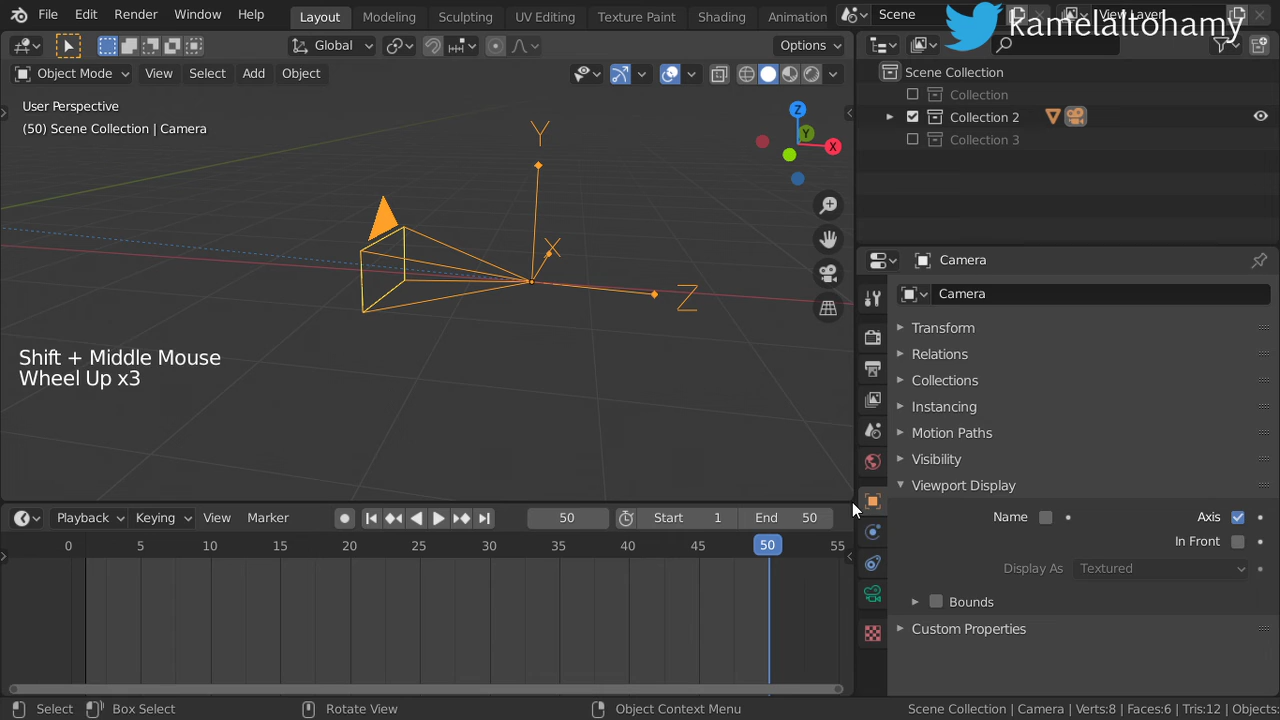 File Edit Render Window Help Layout Modeling Sculpting UV Editing Texture Paint Shading Animation Scene View Layer
kamelaltohamy
Global Options
Object Mode View Select Add Object
User Perspective
(50) Scene Collection | Camera
Y
X
Z
Z
Y
X
Shift + Middle Mouse
Wheel Up x3
Playback Keying View Marker 50 Start 1 End 50
0 5 10 15 20 25 30 35 40 45 50 55
Scene Collection
Collection
Collection 2
Collection 3
Camera
Camera
Transform
Relations
Collections
Instancing
Motion Paths
Visibility
Viewport Display
Name Axis
In Front
Display As Textured
Bounds
Custom Properties
Select Box Select Rotate View Object Context Menu Scene Collection | Camera | Verts:8 | Faces:6 | Tris:12 | Objects: